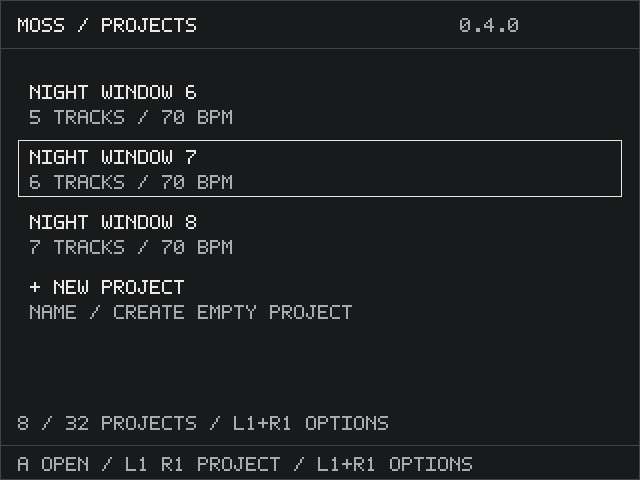 MOSS / PROJECTS 0.4.0
NIGHT WINDOW 6
5 TRACKS / 70 BPM
NIGHT WINDOW 7
6 TRACKS / 70 BPM
NIGHT WINDOW 8
7 TRACKS / 70 BPM
+ NEW PROJECT
NAME / CREATE EMPTY PROJECT
8 / 32 PROJECTS / L1+R1 OPTIONS
A OPEN / L1 R1 PROJECT / L1+R1 OPTIONS